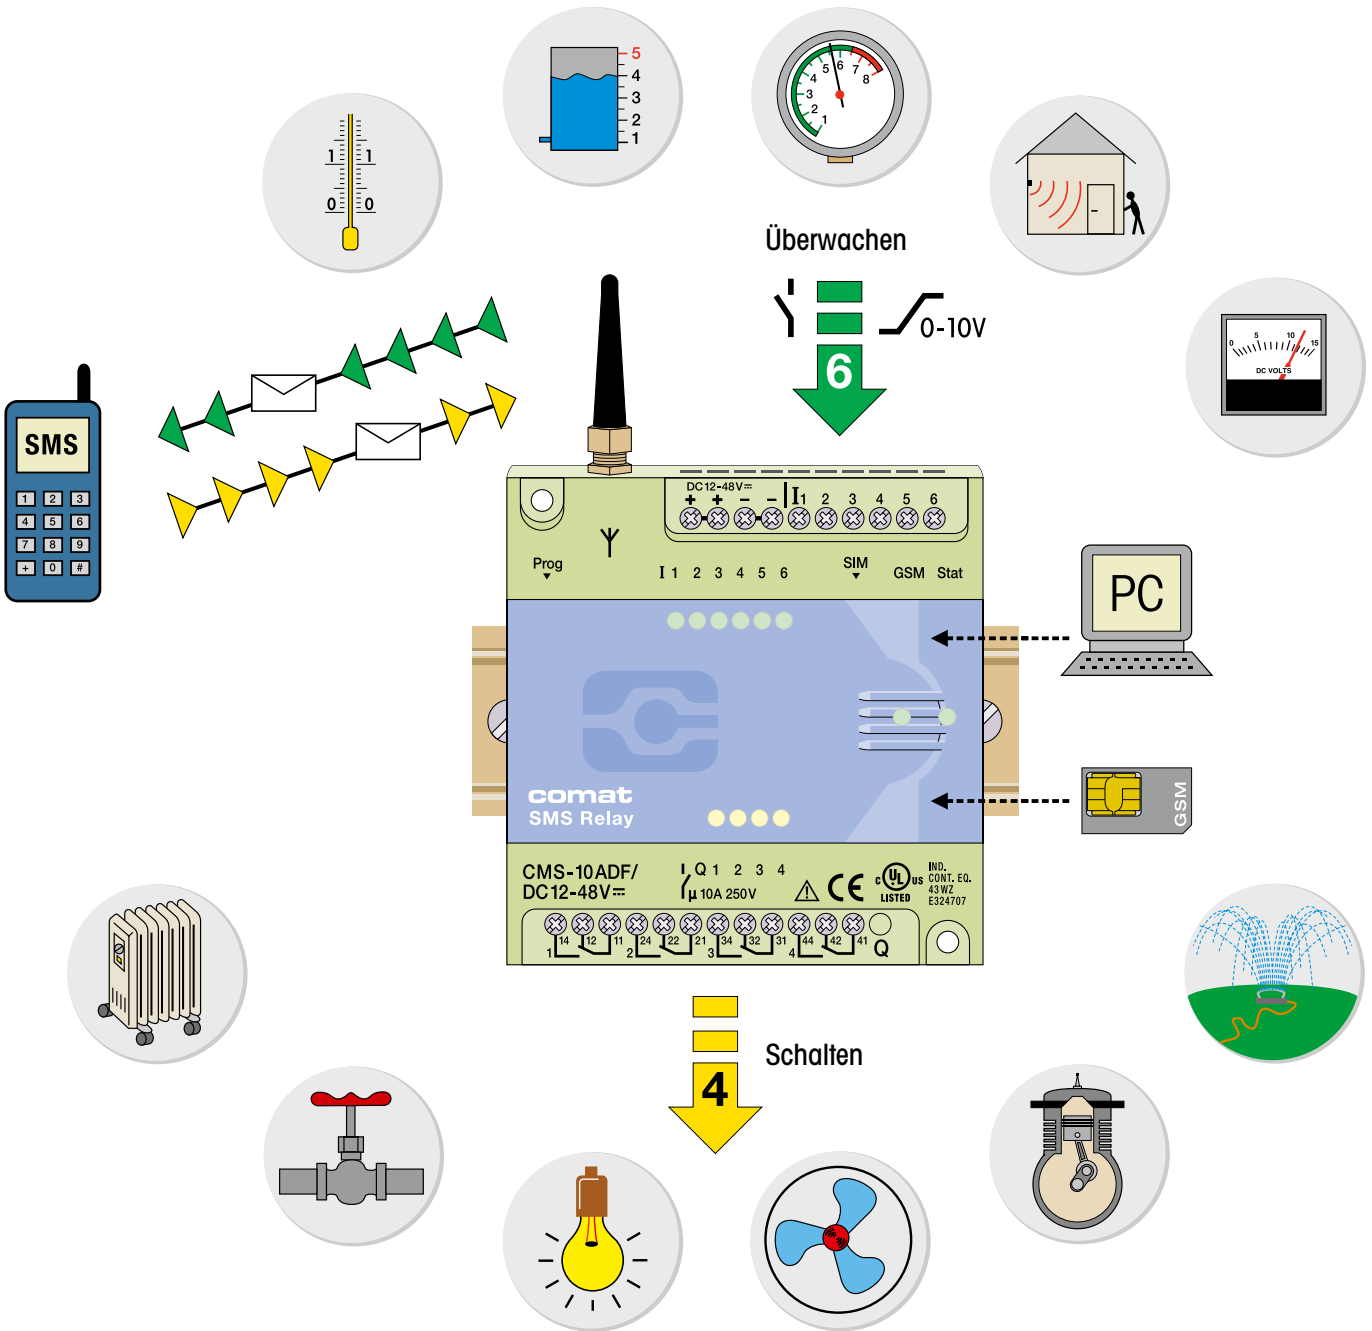 5
4
3
2
1
1 2 3 4 5 6 7 8
1 1
0 0
Überwachen
0-10V
6
0 5 10 15
DC VOLTS
SMS
1 2 3
4 5 6
7 8 9
+ 0 #
DC12-48V
+ + - - I1 2 3 4 5 6
Prog
I 1 2 3 4 5 6
SIM
GSM Stat
PC
GSM
comat
SMS Relay
CMS-10ADF/
DC12-48V
Q 1 2 3 4
µ 10A 250V
CE
c UL US
LISTED
IND.
CONT. EQ.
43WZ
E324707
1 14 12 11 2 24 22 21 3 34 32 31 4 44 42 41 Q
Schalten
4